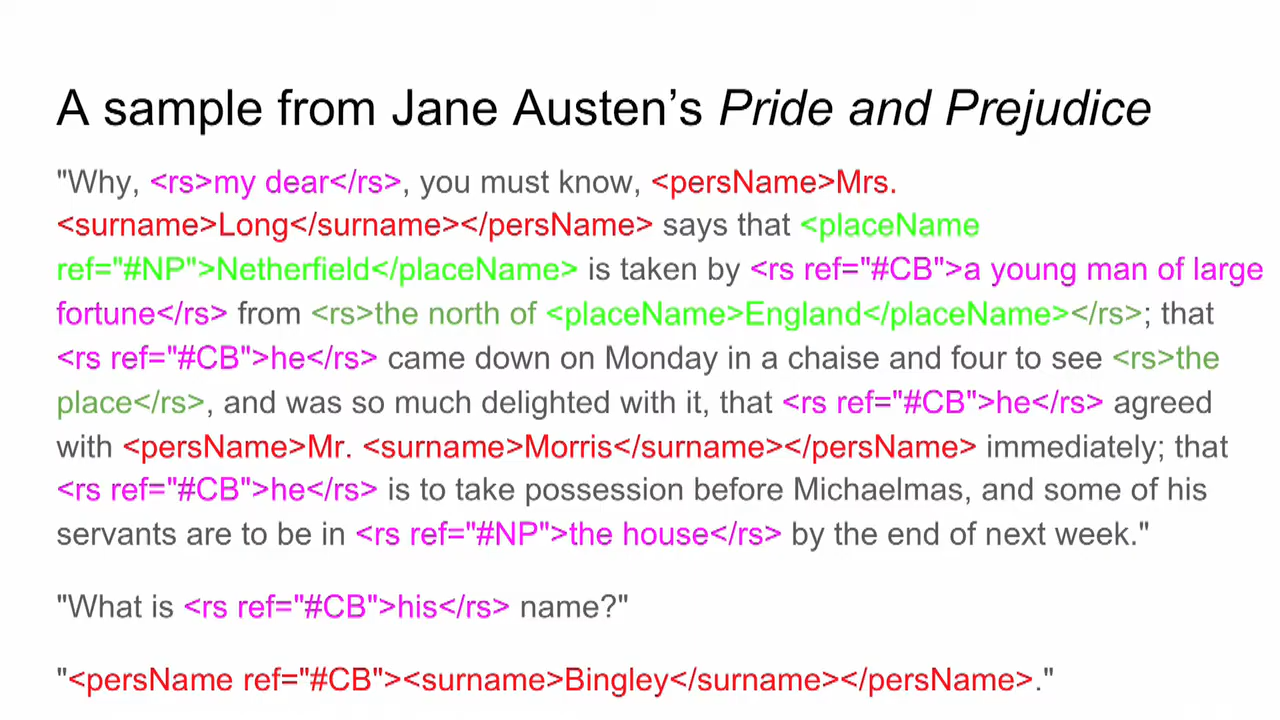 A sample from Jane Austen’s Pride and Prejudice
"Why, <rs>my dear</rs>, you must know, <persName>Mrs.
<surname>Long</surname></persName> says that <placeName
ref="#NP">Netherfield</placeName> is taken by <rs ref="#CB">a young man of large
fortune</rs> from <rs>the north of <placeName>England</placeName></rs>; that
<rs ref="#CB">he</rs> came down on Monday in a chaise and four to see <rs>the
place</rs>, and was so much delighted with it, that <rs ref="#CB">he</rs> agreed
with <persName>Mr. <surname>Morris</surname></persName> immediately; that
<rs ref="#CB">he</rs> is to take possession before Michaelmas, and some of his
servants are to be in <rs ref="#NP">the house</rs> by the end of next week."
"What is <rs ref="#CB">his</rs> name?"
"<persName ref="#CB"><surname>Bingley</surname></persName>."